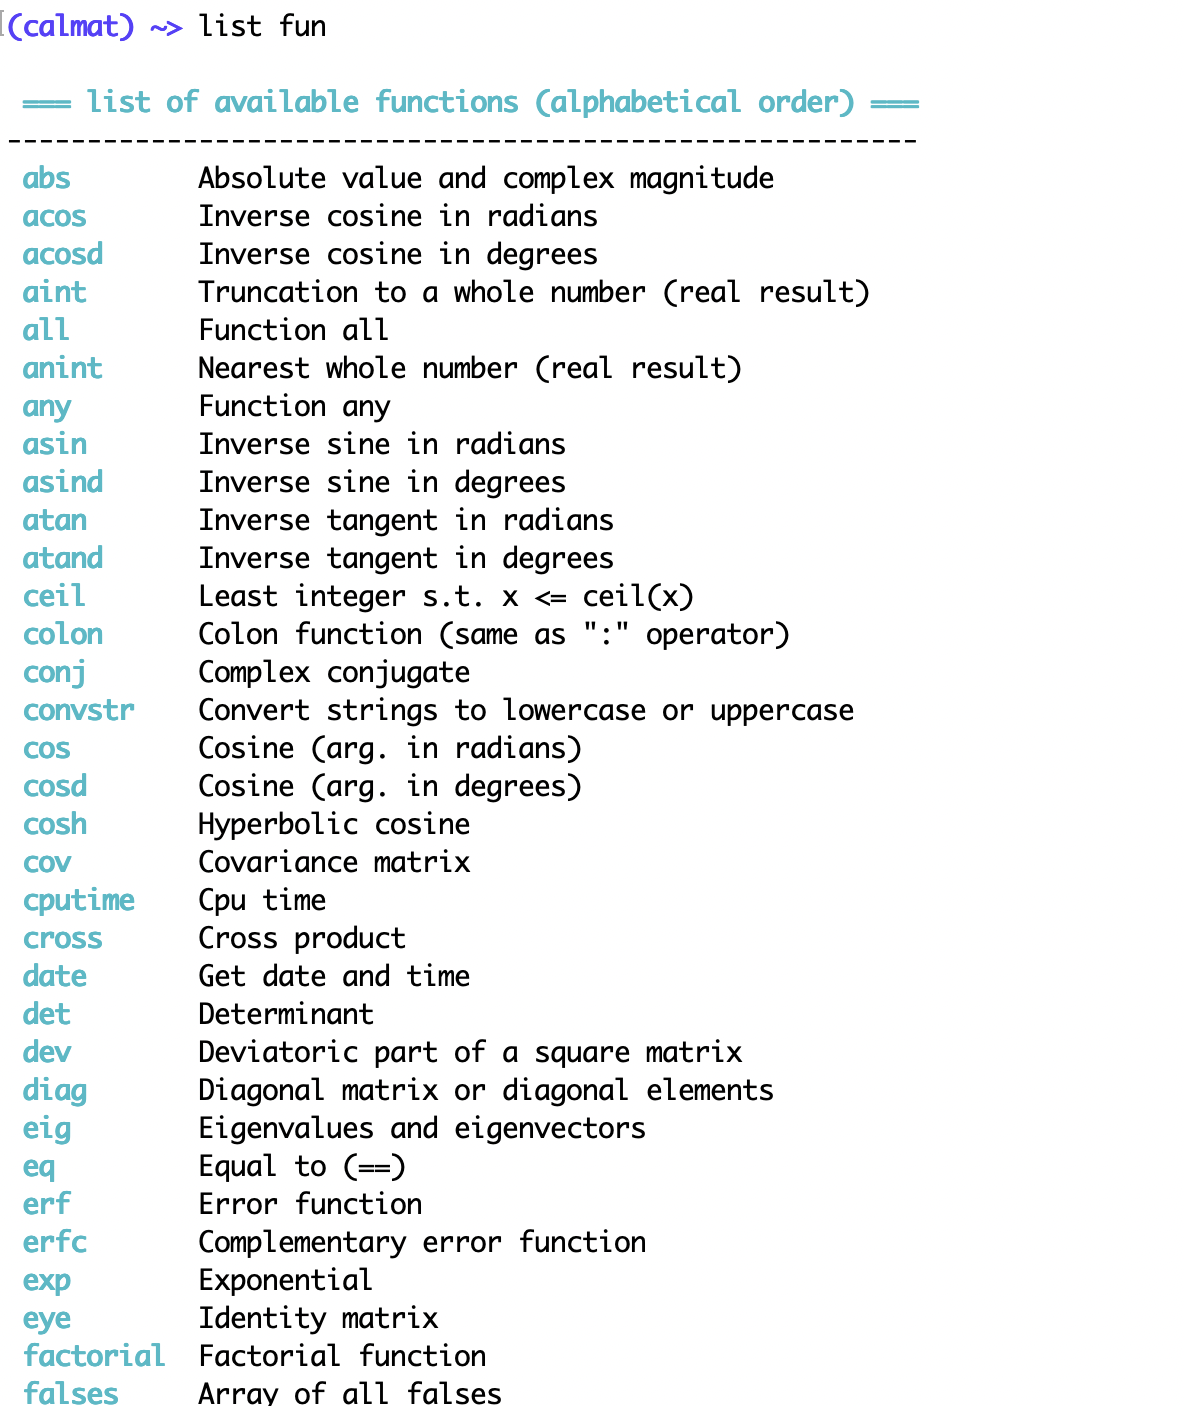 (calmat) ~> list fun
=== list of available functions (alphabetical order) ===
----------------------------------------------------------
abs Absolute value and complex magnitude
acos Inverse cosine in radians
acosd Inverse cosine in degrees
aint Truncation to a whole number (real result)
all Function all
anint Nearest whole number (real result)
any Function any
asin Inverse sine in radians
asind Inverse sine in degrees
atan Inverse tangent in radians
atand Inverse tangent in degrees
ceil Least integer s.t. x <= ceil(x)
colon Colon function (same as ":" operator)
conj Complex conjugate
convstr Convert strings to lowercase or uppercase
cos Cosine (arg. in radians)
cosd Cosine (arg. in degrees)
cosh Hyperbolic cosine
cov Covariance matrix
cputime Cpu time
cross Cross product
date Get date and time
det Determinant
dev Deviatoric part of a square matrix
diag Diagonal matrix or diagonal elements
eig Eigenvalues and eigenvectors
eq Equal to (==)
erf Error function
erfc Complementary error function
exp Exponential
eye Identity matrix
factorial Factorial function
falses Array of all falses